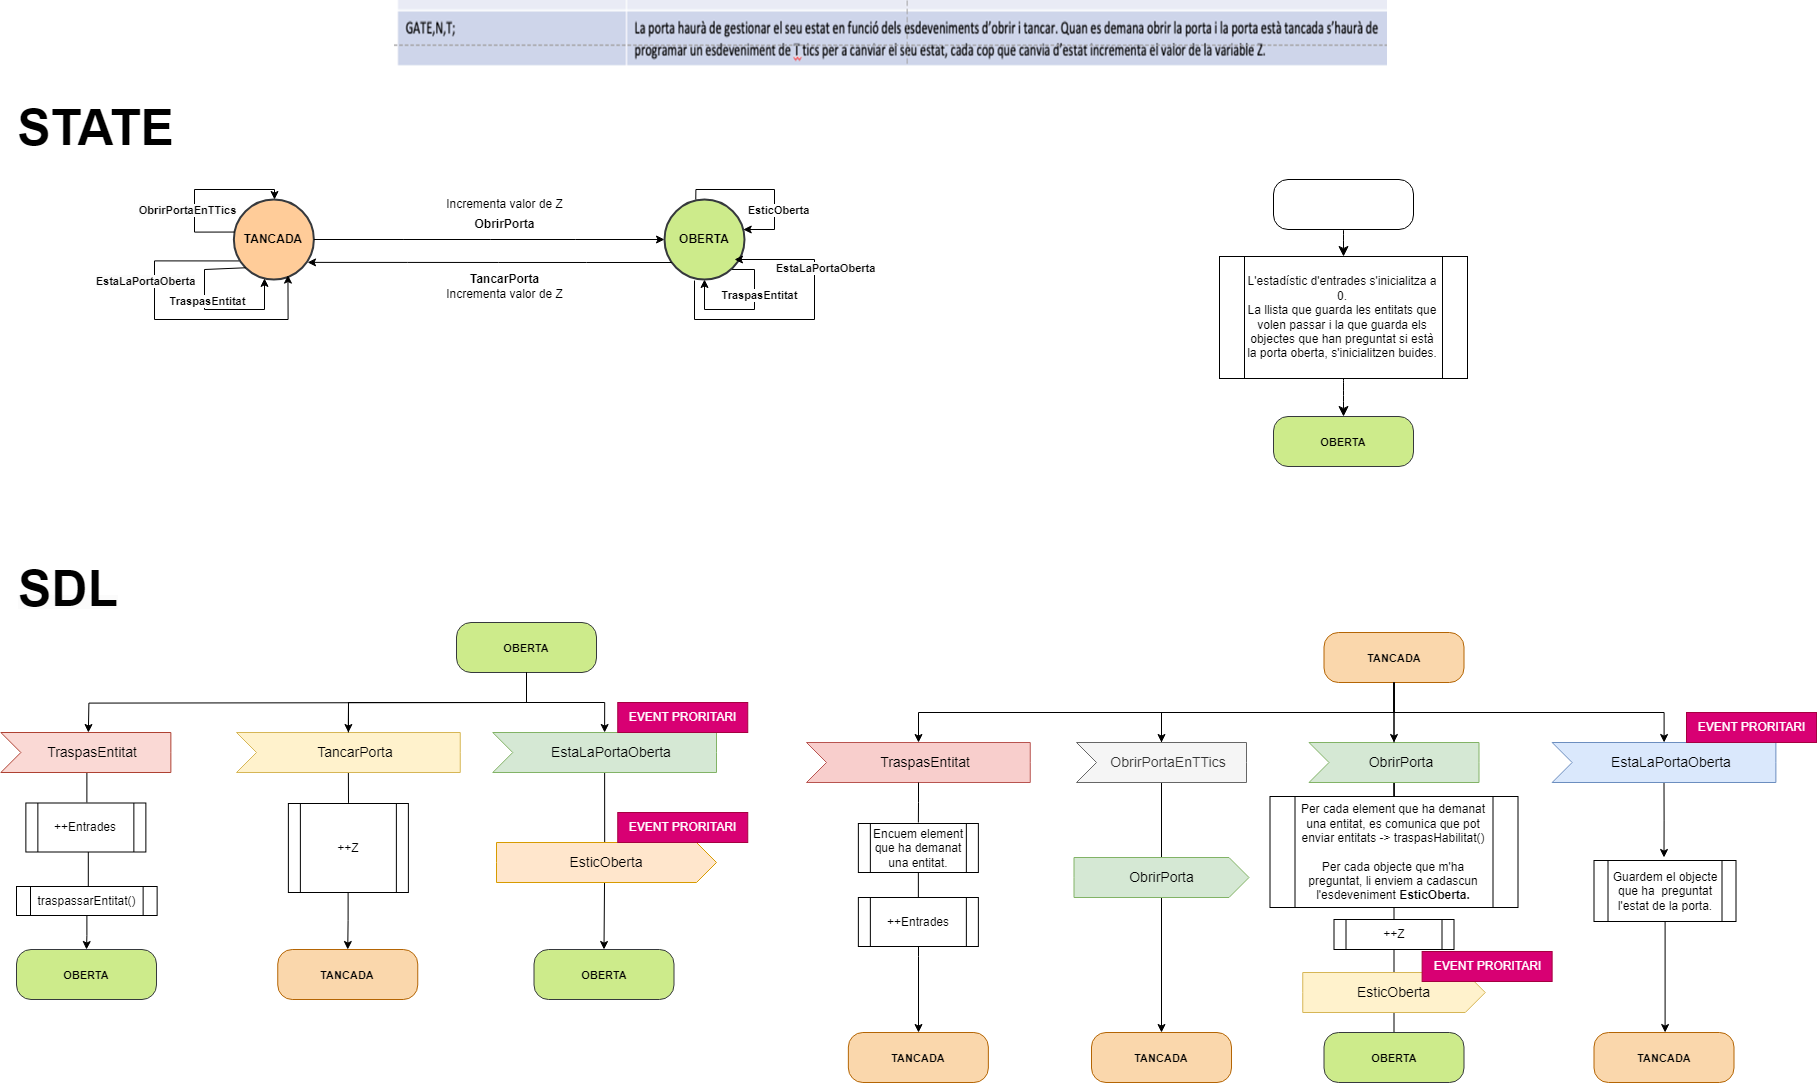 GATE,N,T;
La porta haurà de gestionar el seu estat en funció dels esdeveniments d'obrir i tancar. Quan es demana obrir la porta i la porta està tancada s'haurà de
programar un esdeveniment de T tics per a canviar el seu estat, cada cop que canvia d'estat incrementa el valor de la variable Z.
STATE
ObrirPortaEnTTics
TANCADA
EstaLaPortaOberta
TraspasEntitat
Incrementa valor de Z
ObrirPorta
TancarPorta
Incrementa valor de Z
EsticOberta
OBERTA
EstaLaPortaOberta
TraspasEntitat
L'estadístic d'entrades s'inicialitza a
0.
La llista que guarda les entitats que
volen passar i la que guarda els
objectes que han preguntat si està
la porta oberta, s'inicialitzen buides.
OBERTA
SDL
OBERTA
TraspasEntitat
++Entrades
traspassarEntitat()
OBERTA
TancarPorta
++Z
TANCADA
EVENT PRORITARI
EstaLaPortaOberta
EVENT PRORITARI
EsticOberta
OBERTA
TANCADA
TraspasEntitat
Encuem element
que ha demanat
una entitat.
++Entrades
TANCADA
ObrirPortaEnTTics
ObrirPorta
TANCADA
ObrirPorta
Per cada element que ha demanat
una entitat, es comunica que pot
enviar entitats -> traspasHabilitat()
Per cada objecte que m'ha
preguntat, li enviem a cadascun
l'esdeveniment EsticOberta.
++Z
EVENT PRORITARI
EsticOberta
OBERTA
EVENT PRORITARI
EstaLaPortaOberta
Guardem el objecte
que ha preguntat
l'estat de la porta.
TANCADA